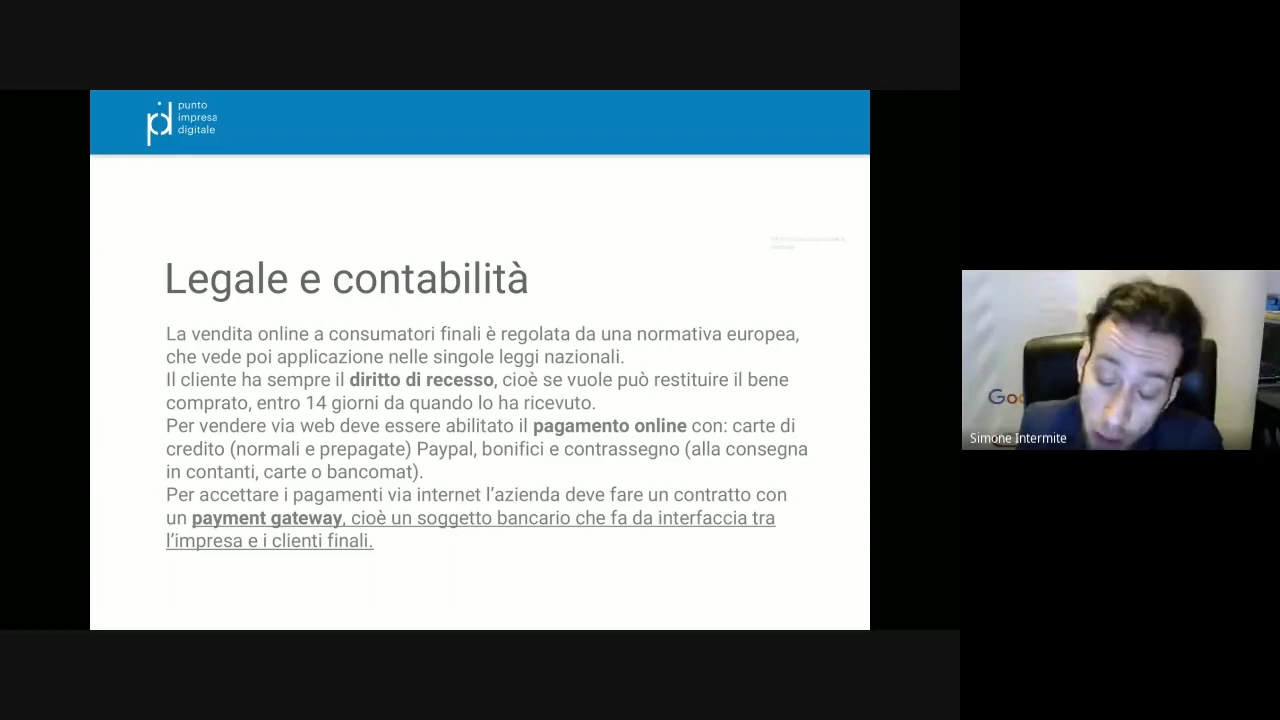 punto
impresa
digitale
Legale e contabilità
La vendita online a consumatori finali è regolata da una normativa europea,
che vede poi applicazione nelle singole leggi nazionali.
Il cliente ha sempre il diritto di recesso, cioè se vuole può restituire il bene
comprato, entro 14 giorni da quando lo ha ricevuto.
Per vendere via web deve essere abilitato il pagamento online con: carte di
credito (normali e prepagate) Paypal, bonifici e contrassegno (alla consegna
in contanti, carte o bancomat).
Per accettare i pagamenti via internet l’azienda deve fare un contratto con
un payment gateway, cioè un soggetto bancario che fa da interfaccia tra
l’impresa e i clienti finali.
Goo
Simone Intermite